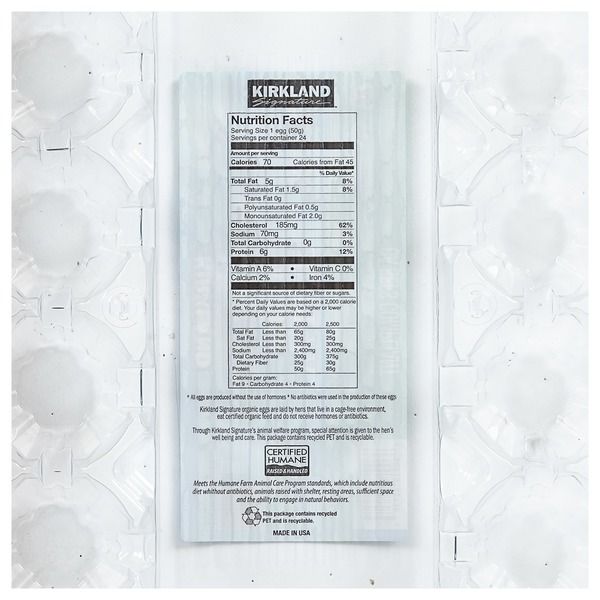 KIRKLAND
Signature
Nutrition Facts
Serving Size 1 egg (50g)
Servings per container 24
Amount per serving
Calories 70 Calories from Fat 45
% Daily Value*
Total Fat 5g 8%
Saturated Fat 1.5g 8%
Trans Fat 0g
Polyunsaturated Fat 0.5g
Monounsaturated Fat 2.0g
Cholesterol 185mg 62%
Sodium 70mg 3%
Total Carbohydrate 0g 0%
Protein 6g 12%
Vitamin A 6% • Vitamin C 0%
Calcium 2% • Iron 4%
Not a significant source of dietary fiber or sugars.
* Percent Daily Values are based on a 2,000 calorie
diet. Your daily values may be higher or lower
depending on your calorie needs:
Calories: 2,000 2,500
Total Fat Less than 65g 80g
Sat Fat Less than 20g 25g
Cholesterol Less than 300mg 300mg
Sodium Less than 2,400mg 2,400mg
Total Carbohydrate 300g 375g
Dietary Fiber 25g 30g
Protein 50g 65g
Calories per gram:
Fat 9 • Carbohydrate 4 • Protein 4
* All eggs are produced without the use of hormones * No antibiotics were used in the production of these eggs
Kirkland Signature organic eggs are laid by hens that live in a cage-free environment,
eat certified organic feed and do not receive hormones or antibiotics.
Through Kirkland Signature's animal welfare program, special attention is given to the hen's
well being and care. This package contains recycled PET and is recyclable.
CERTIFIED
HUMANE
RAISED & HANDLED
Meets the Humane Farm Animal Care Program standards, which include nutritious
diet whithout antibiotics, animals raised with shelter, resting areas, sufficient space
and the ability to engage in natural behaviors.
This package contains recycled
PET and is recyclable.
MADE IN USA